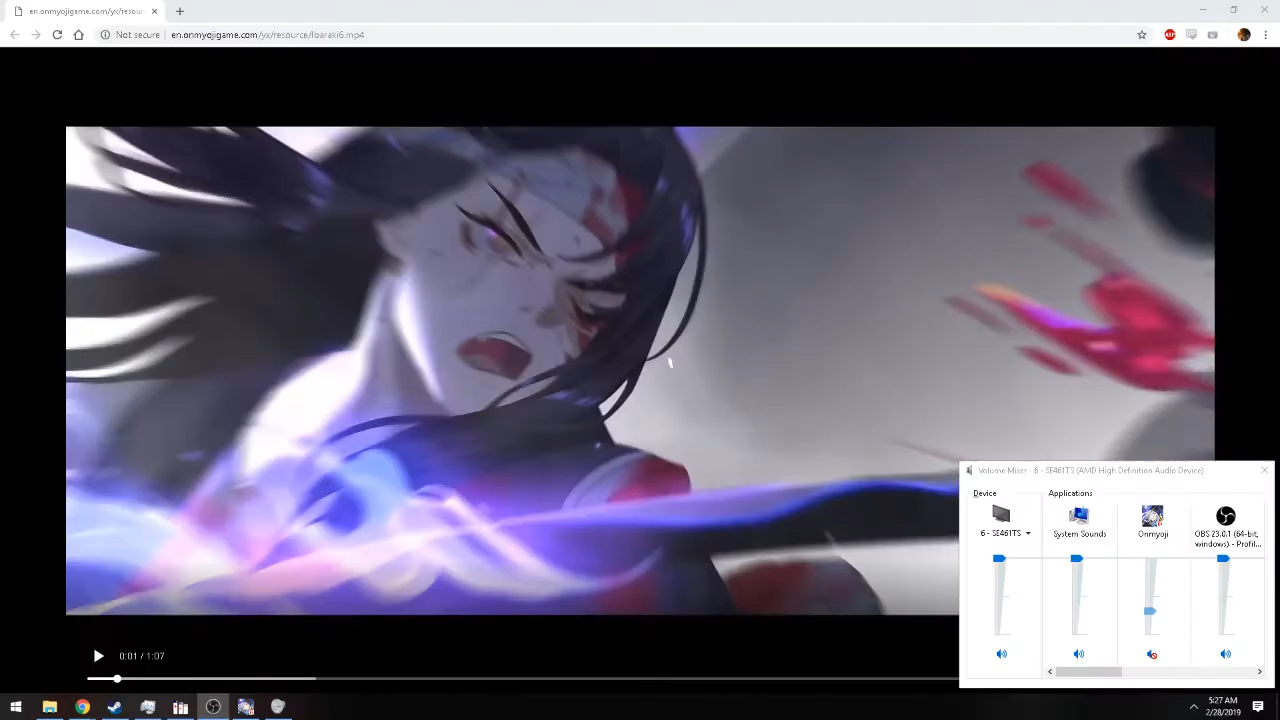 en.onmyojigame.com/yx/resour
Not secure
en.onmyojigame.com/yx/resource/Ibaraki6.mp4
ABP
0:01 / 1:07
Volume Mixer - 6 - SE461TS (AMD High Definition Audio Device)
Device
Applications
6 - SE461TS
System Sounds
Onmyoji
OBS 23.0.1 (64-bit,
windows) - Profil...
5:27 AM
2/28/2019